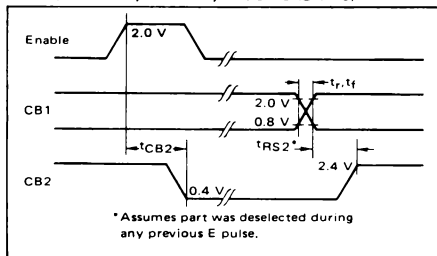 Enable
2.0 V
tr, tf
CB1
2.0 V
0.8 V
tCB2
tRS2*
2.4 V
CB2
0.4 V
*Assumes part was deselected during
any previous E pulse.